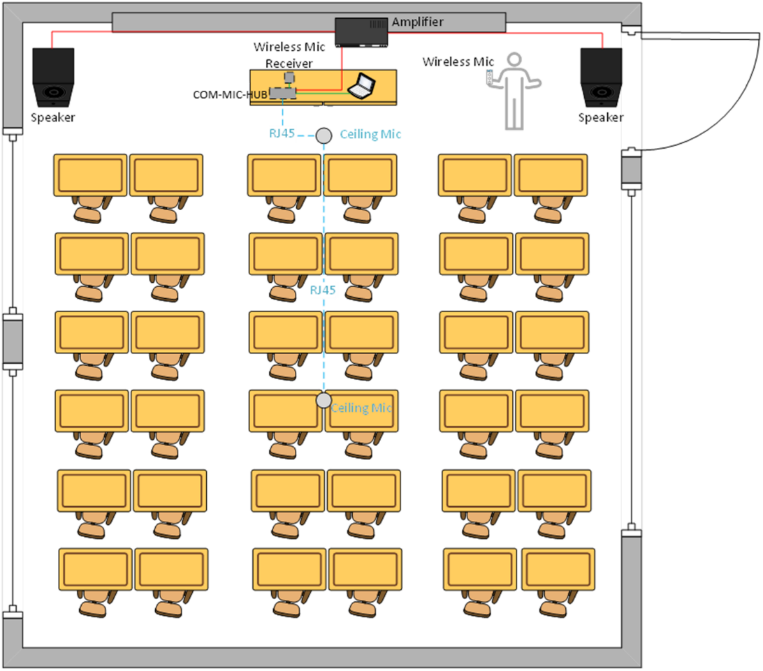 Amplifier
Wireless Mic
Receiver
Wireless Mic
COM-MIC-HUB
Speaker
Speaker
RJ45
Ceiling Mic
RJ45
Ceiling Mic